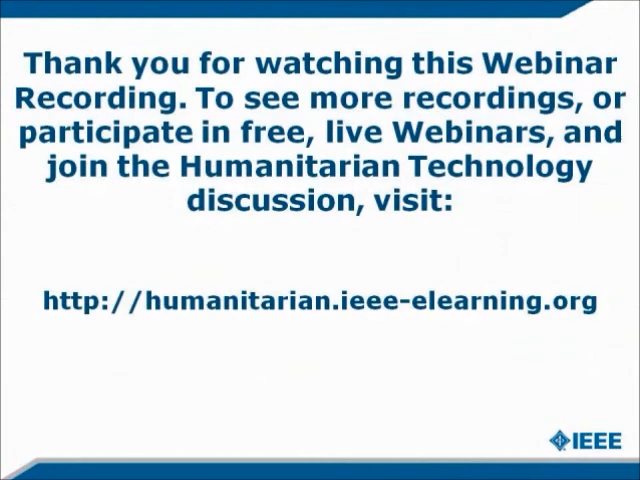 Thank you for watching this Webinar
Recording. To see more recordings, or
participate in free, live Webinars, and
join the Humanitarian Technology
discussion, visit:
http://humanitarian.ieee-elearning.org
IEEE